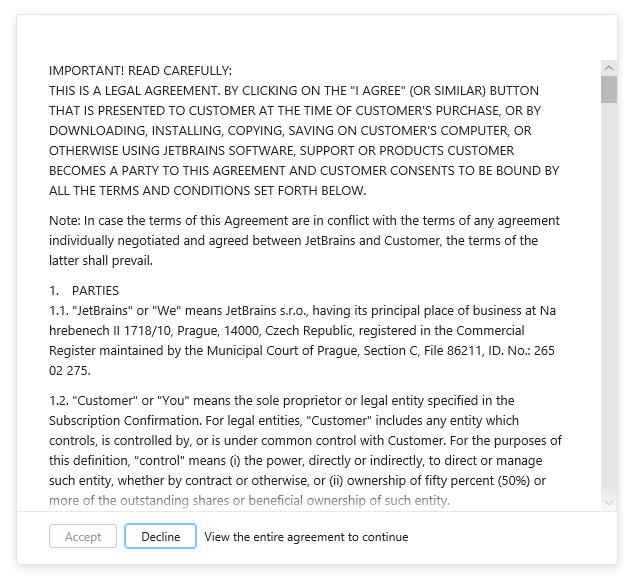 IMPORTANT! READ CAREFULLY:
THIS IS A LEGAL AGREEMENT. BY CLICKING ON THE "I AGREE" (OR SIMILAR) BUTTON
THAT IS PRESENTED TO CUSTOMER AT THE TIME OF CUSTOMER'S PURCHASE, OR BY
DOWNLOADING, INSTALLING, COPYING, SAVING ON CUSTOMER'S COMPUTER, OR
OTHERWISE USING JETBRAINS SOFTWARE, SUPPORT OR PRODUCTS CUSTOMER
BECOMES A PARTY TO THIS AGREEMENT AND CUSTOMER CONSENTS TO BE BOUND BY
ALL THE TERMS AND CONDITIONS SET FORTH BELOW.
Note: In case the terms of this Agreement are in conflict with the terms of any agreement
individually negotiated and agreed between JetBrains and Customer, the terms of the
latter shall prevail.
1. PARTIES
1.1. "JetBrains" or "We" means JetBrains s.r.o., having its principal place of business at Na
hrebenech II 1718/10, Prague, 14000, Czech Republic, registered in the Commercial
Register maintained by the Municipal Court of Prague, Section C, File 86211, ID. No.: 265
02 275.
1.2. "Customer" or "You" means the sole proprietor or legal entity specified in the
Subscription Confirmation. For legal entities, "Customer" includes any entity which
controls, is controlled by, or is under common control with Customer. For the purposes of
this definition, "control" means (i) the power, directly or indirectly, to direct or manage
such entity, whether by contract or otherwise, or (ii) ownership of fifty percent (50%) or
more of the outstanding shares or beneficial ownership of such entity.
Accept Decline View the entire agreement to continue